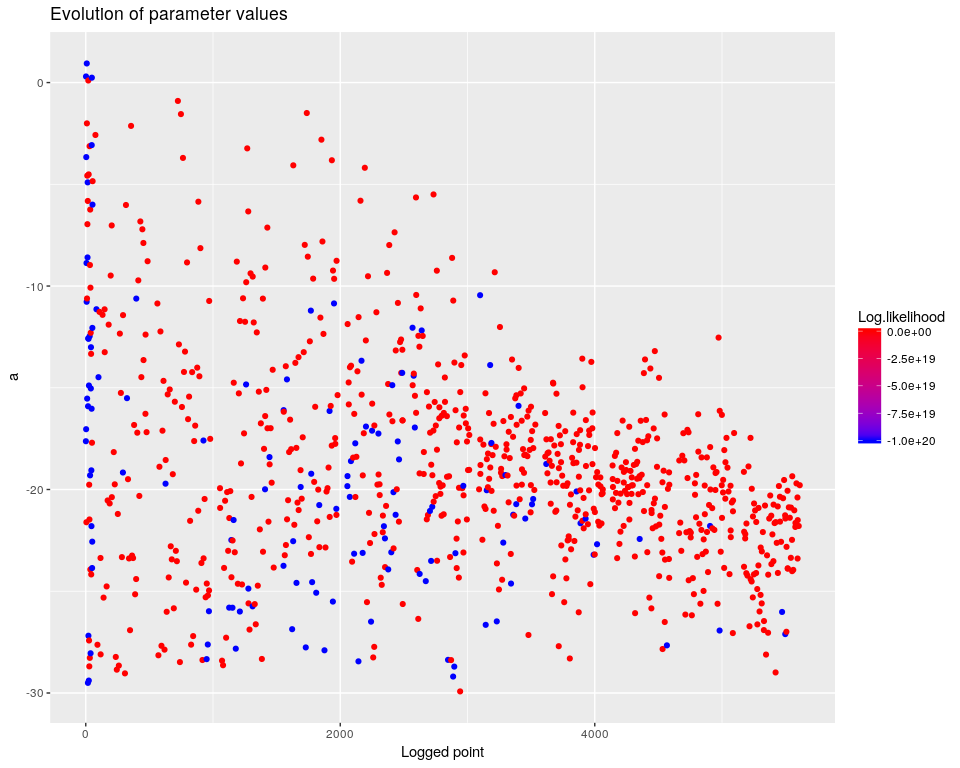 Evolution of parameter values
0
-10
-20
-30
a
0
2000
4000
Logged point
Log.likelihood
0.0e+00
-2.5e+19
-5.0e+19
-7.5e+19
-1.0e+20